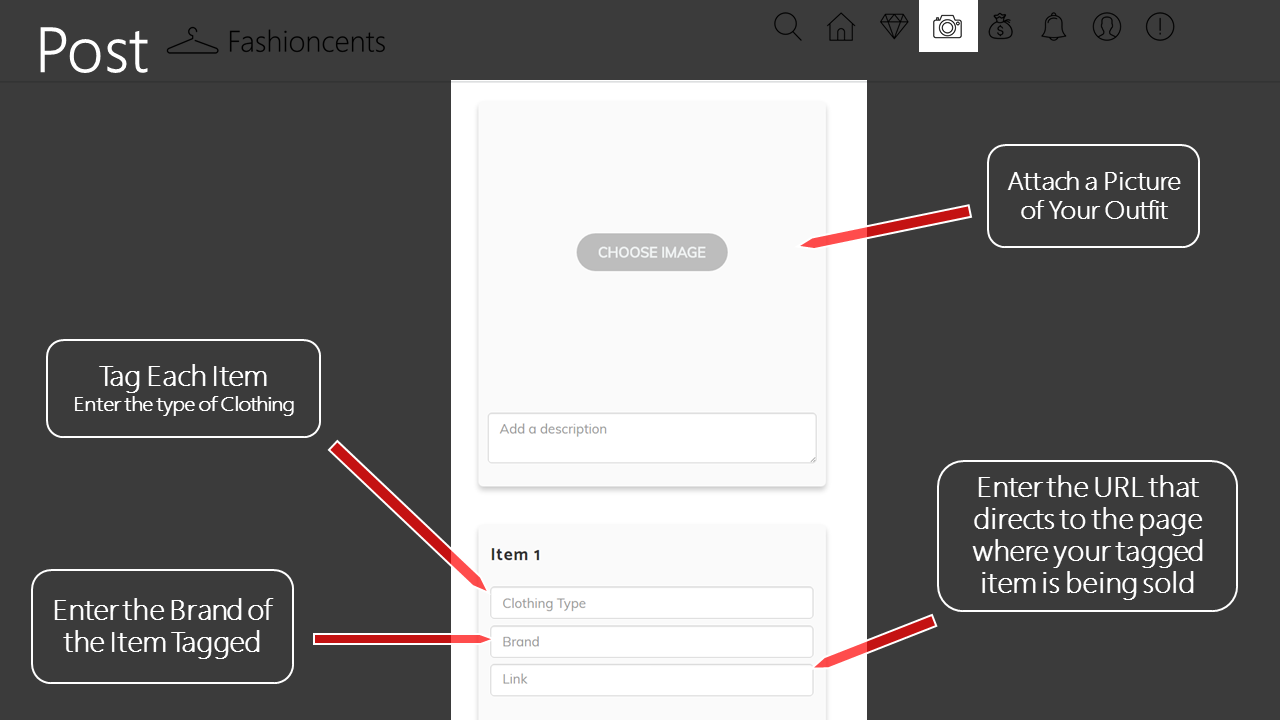 Post
Fashioncents
Attach a Picture
of Your Outfit
CHOOSE IMAGE
Tag Each Item
Enter the type of Clothing
Add a description
Enter the URL that
directs to the page
where your tagged
item is being sold
Item 1
Clothing Type
Enter the Brand of
the Item Tagged
Brand
Link